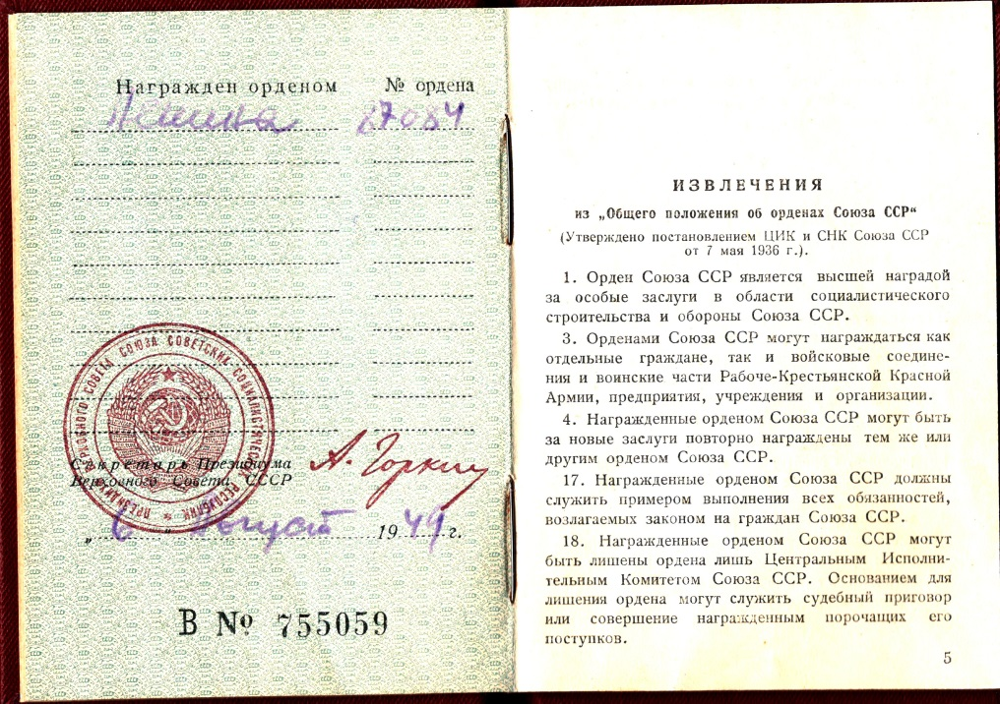 Награжден орденом № ордена
Ленина 87084
ПРЕЗИДИУМ ВЕРХОВНОГО СОВЕТА СОЮЗА СОВЕТСКИХ СОЦИАЛИСТИЧЕСКИХ РЕСПУБЛИК
Секретарь Президиума
Верховного Совета СССР
А. Горкин
„6“ Август 1949 г.
В № 755059
ИЗВЛЕЧЕНИЯ
из „Общего положения об орденах Союза ССР“
(Утверждено постановлением ЦИК и СНК Союза ССР
от 7 мая 1936 г.).
1. Орден Союза ССР является высшей наградой
за особые заслуги в области социалистического
строительства и обороны Союза ССР.
3. Орденами Союза ССР могут награждаться как
отдельные граждане, так и войсковые соедине-
ния и воинские части Рабоче-Крестьянской Красной
Армии, предприятия, учреждения и организации.
4. Награжденные орденом Союза ССР могут быть
за новые заслуги повторно награждены тем же или
другим орденом Союза ССР.
17. Награжденные орденом Союза ССР должны
служить примером выполнения всех обязанностей,
возлагаемых законом на граждан Союза ССР.
18. Награжденные орденом Союза ССР могут
быть лишены ордена лишь Центральным Исполни-
тельным Комитетом Союза ССР. Основанием для
лишения ордена могут служить судебный приговор
или совершение награжденным порочащих его
поступков.
5